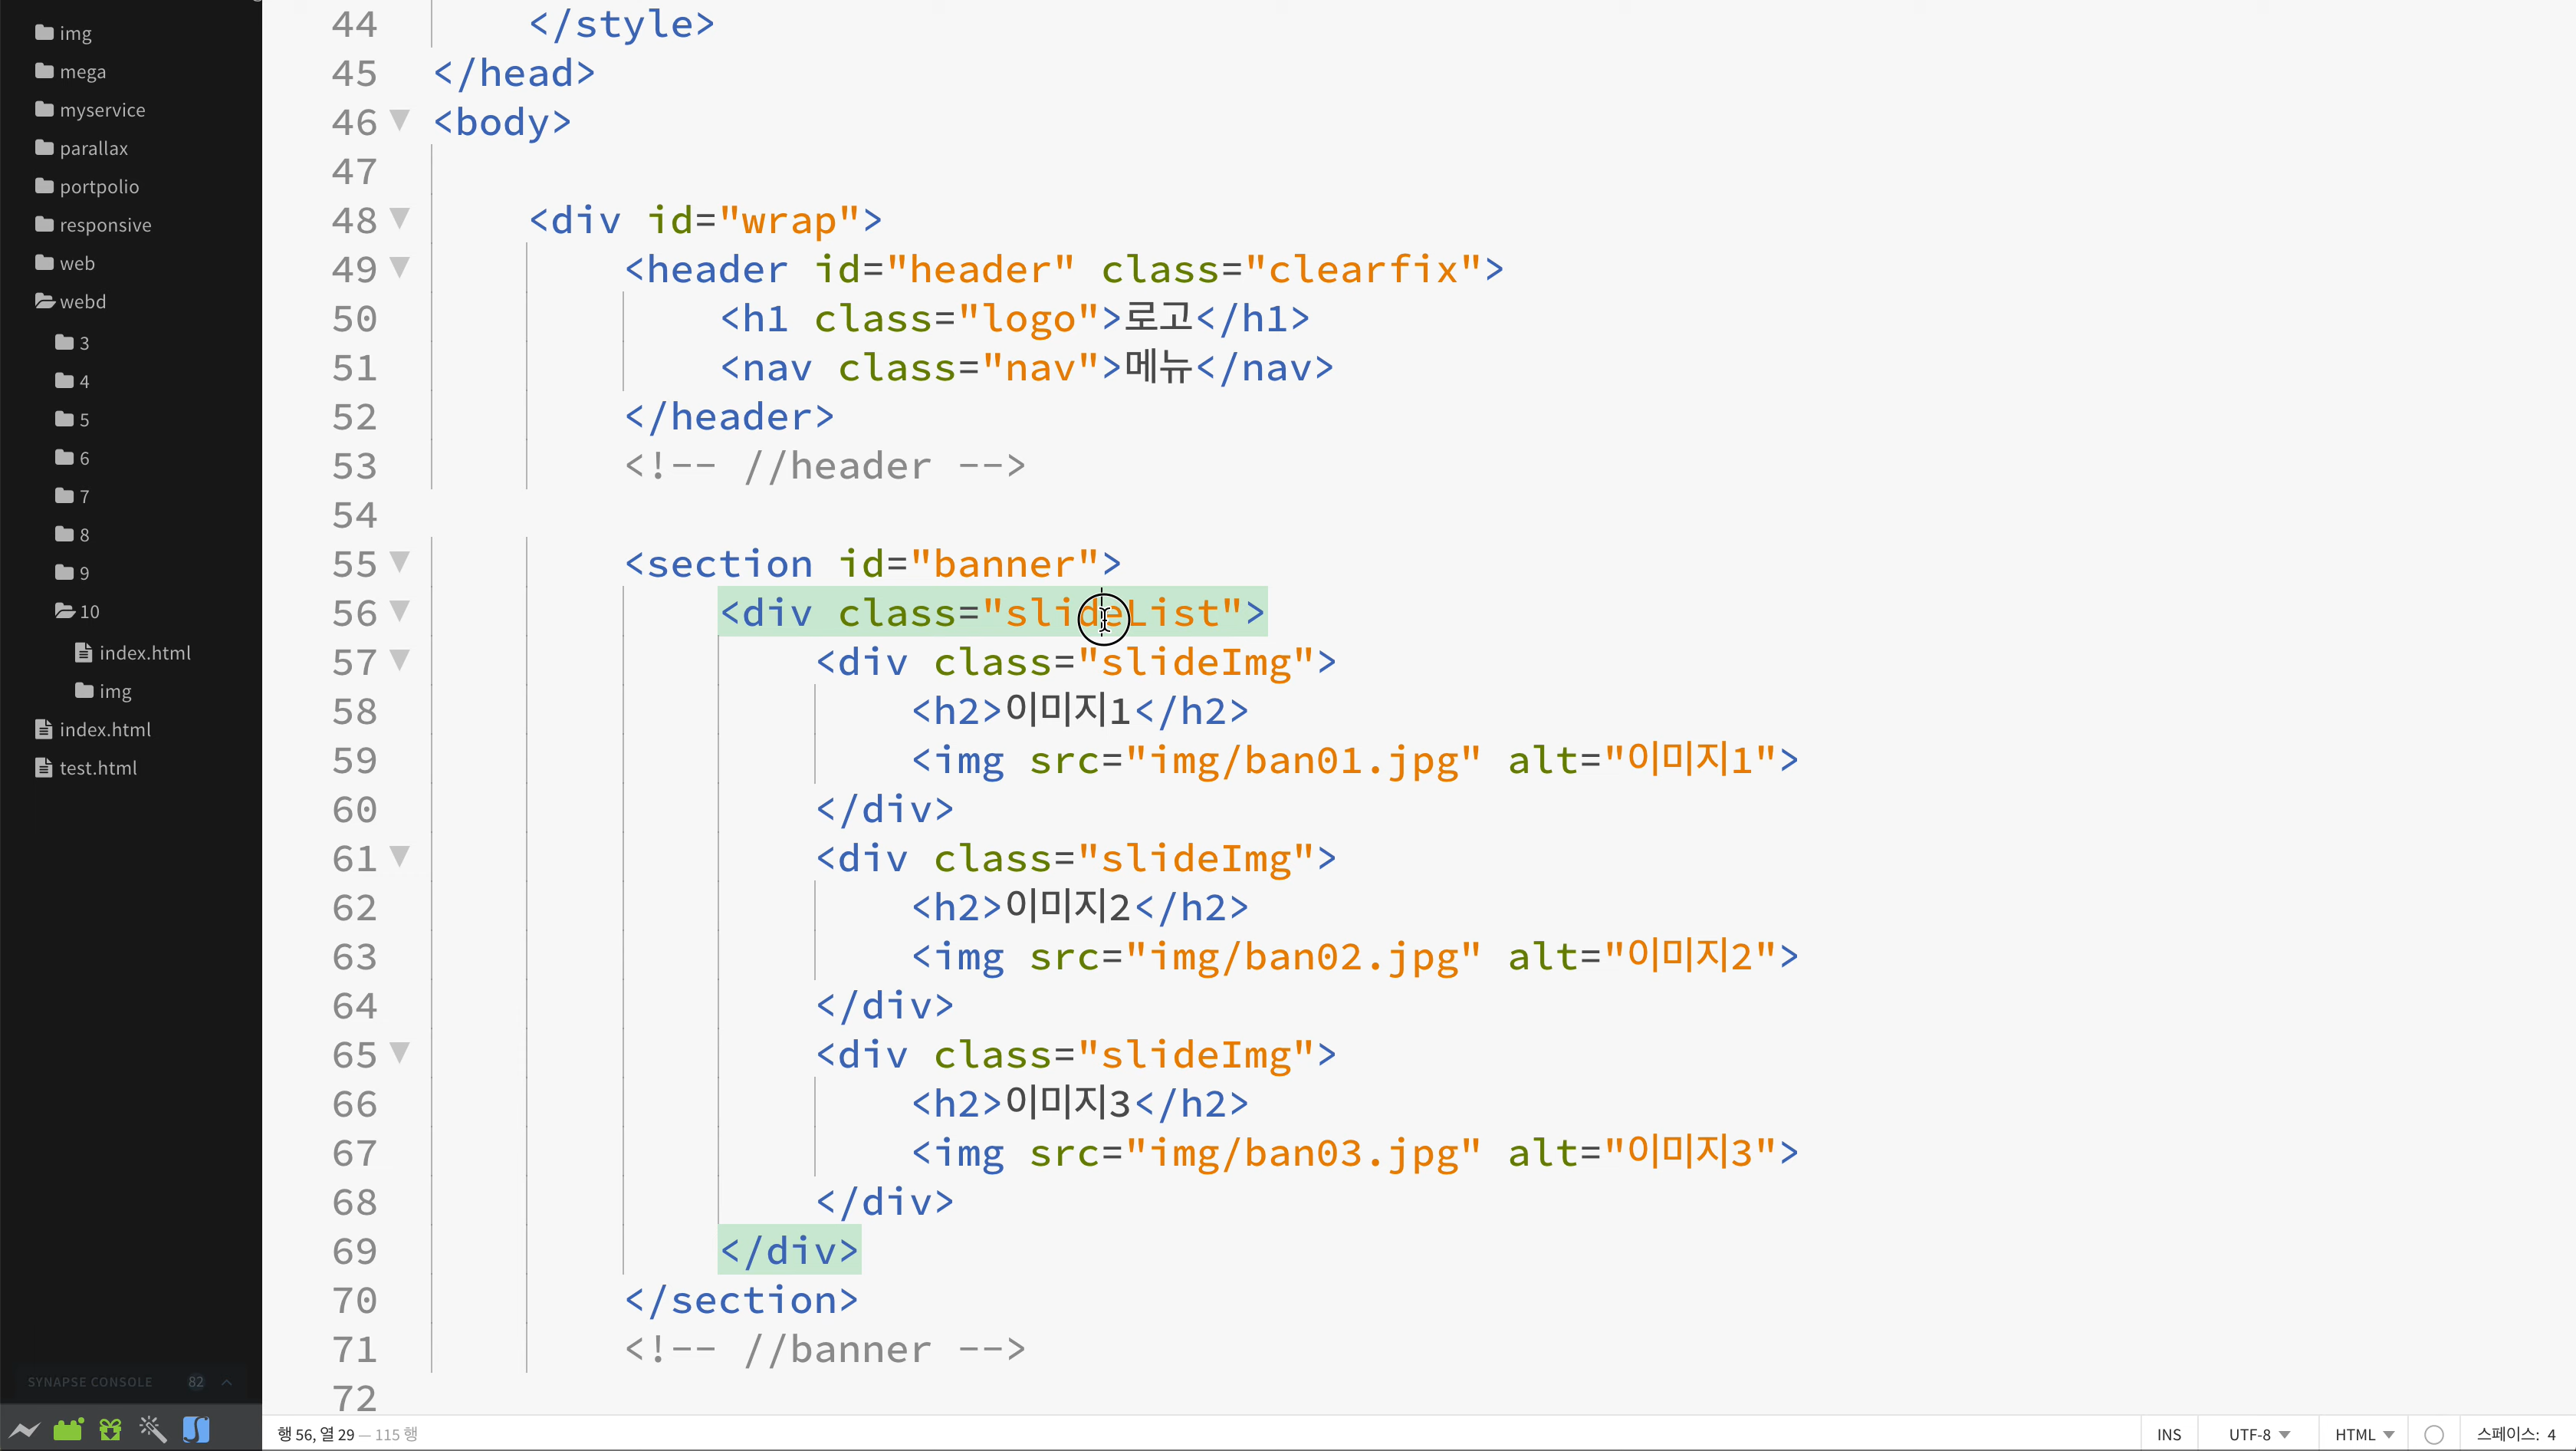 img
mega
myservice
parallax
portpolio
responsive
web
webd
3
4
5
6
7
8
9
10
index.html
img
index.html
test.html
SYNAPSE CONSOLE 82
44 </style>
45 </head>
46 <body>
47
48 <div id="wrap">
49 <header id="header" class="clearfix">
50 <h1 class="logo">로고</h1>
51 <nav class="nav">메뉴</nav>
52 </header>
53 <!-- //header -->
54
55 <section id="banner">
56 <div class="slideList">
57 <div class="slideImg">
58 <h2>이미지1</h2>
59 <img src="img/ban01.jpg" alt="이미지1">
60 </div>
61 <div class="slideImg">
62 <h2>이미지2</h2>
63 <img src="img/ban02.jpg" alt="이미지2">
64 </div>
65 <div class="slideImg">
66 <h2>이미지3</h2>
67 <img src="img/ban03.jpg" alt="이미지3">
68 </div>
69 </div>
70 </section>
71 <!-- //banner -->
72
행 56, 열 29 — 115 행 INS UTF-8 HTML 스페이스: 4